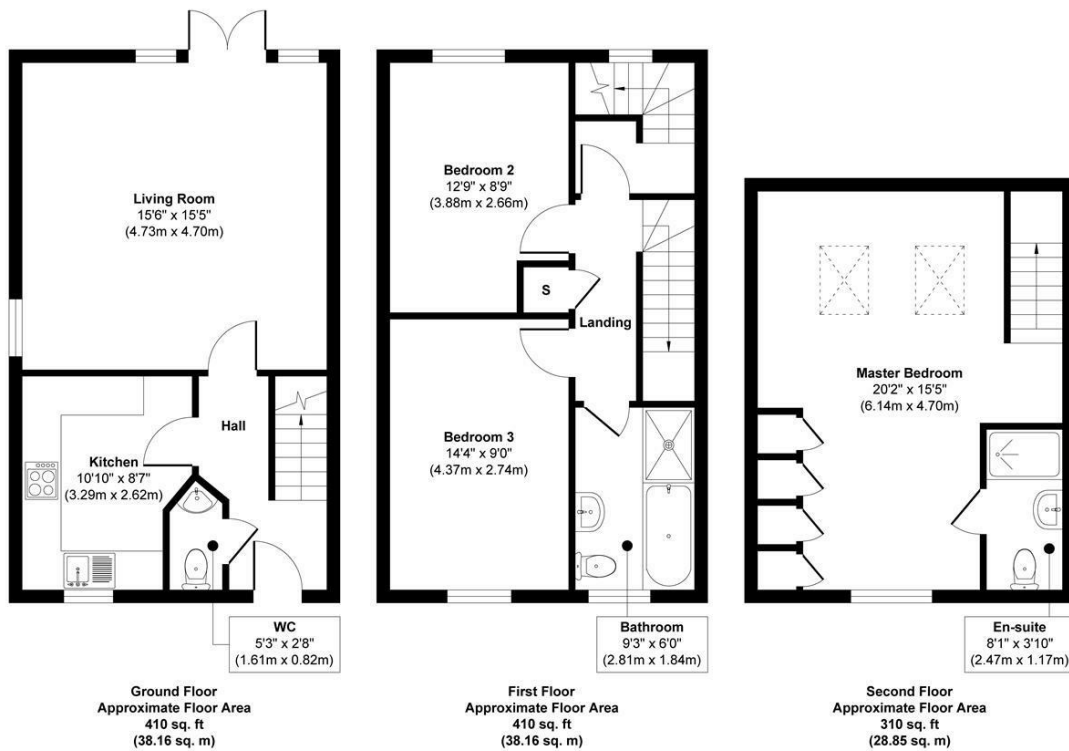 Living Room
15'6" x 15'5"
(4.73m x 4.70m)
Hall
Kitchen
10'10" x 8'7"
(3.29m x 2.62m)
WC
5'3" x 2'8"
(1.61m x 0.82m)
Ground Floor
Approximate Floor Area
410 sq. ft
(38.16 sq. m)
Bedroom 2
12'9" x 8'9"
(3.88m x 2.66m)
S
Landing
Bedroom 3
14'4" x 9'0"
(4.37m x 2.74m)
Bathroom
9'3" x 6'0"
(2.81m x 1.84m)
First Floor
Approximate Floor Area
410 sq. ft
(38.16 sq. m)
Master Bedroom
20'2" x 15'5"
(6.14m x 4.70m)
En-suite
8'1" x 3'10"
(2.47m x 1.17m)
Second Floor
Approximate Floor Area
310 sq. ft
(28.85 sq. m)